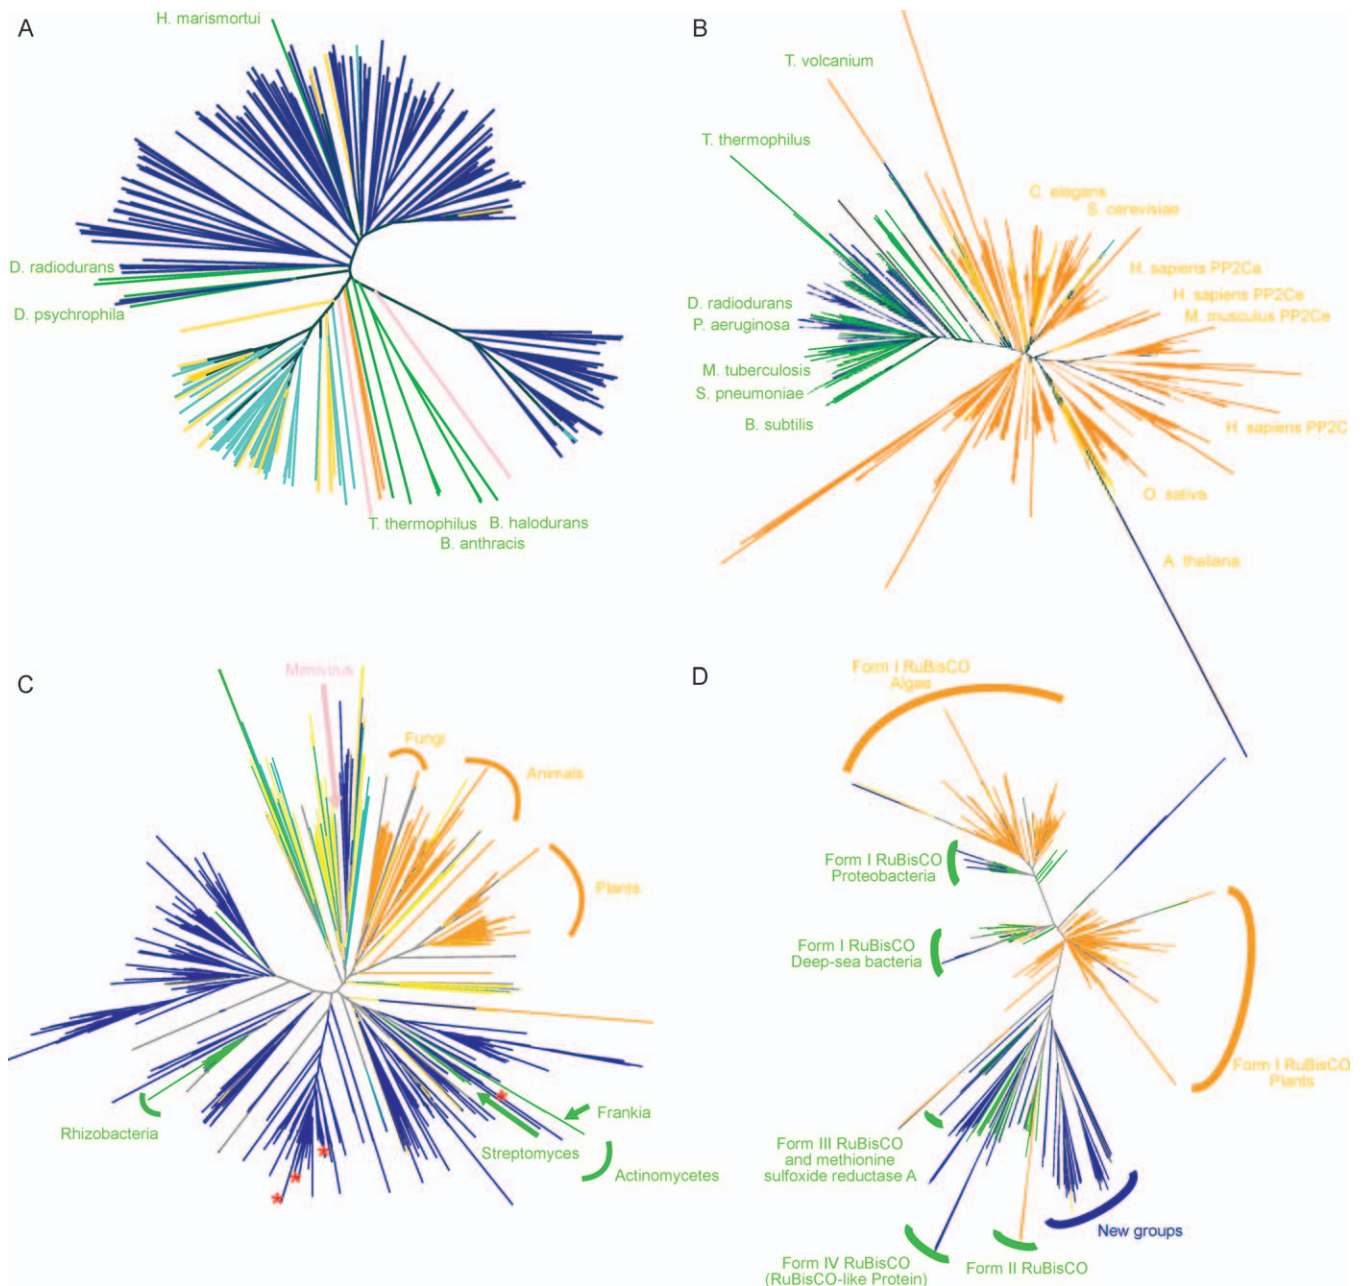 A
H. marismortui
D. radiodurans
D. psychrophila
T. thermophilus
B. halodurans
B. anthracis
B
T. volcanium
T. thermophilus
C. elegans
S. cerevisiae
H. sapiens PP2Ca
H. sapiens PP2Ce
M. musculus PP2Ce
D. radiodurans
P. aeruginosa
M. tuberculosis
S. pneumoniae
B. subtilis
H. sapiens PP2C
O. sativa
A. thaliana
C
Mimivirus
Fungi
Animals
Plants
Rhizobacteria
Frankia
Streptomyces
Actinomycetes
D
Form I RuBisCO
Algae
Form I RuBisCO
Proteobacteria
Form I RuBisCO
Deep-sea bacteria
Form I RuBisCO
Plants
Form III RuBisCO
and methionine
sulfoxide reductase A
New groups
Form II RuBisCO
Form IV RuBisCO
(RuBisCO-like Protein)